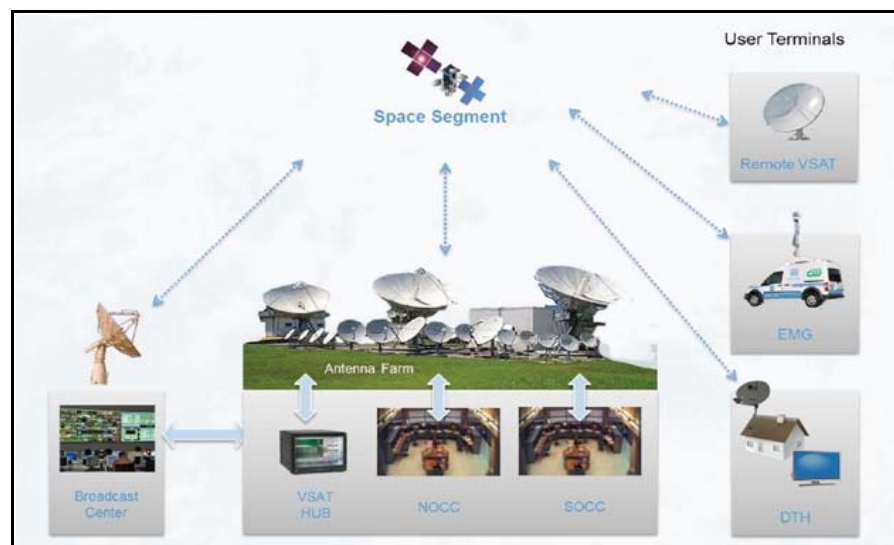 User Terminals
Space Segment
Remote VSAT
EMG
Antenna Farm
Broadcast
Center
VSAT
HUB
NOCC
SOCC
DTH